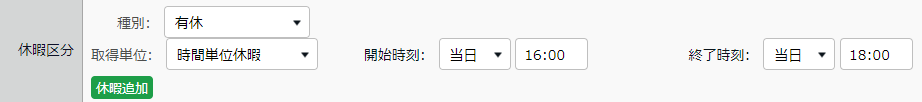 種別: 有休
休暇区分
取得単位: 時間単位休暇 開始時刻: 当日 16:00 終了時刻: 当日 18:00
休暇追加